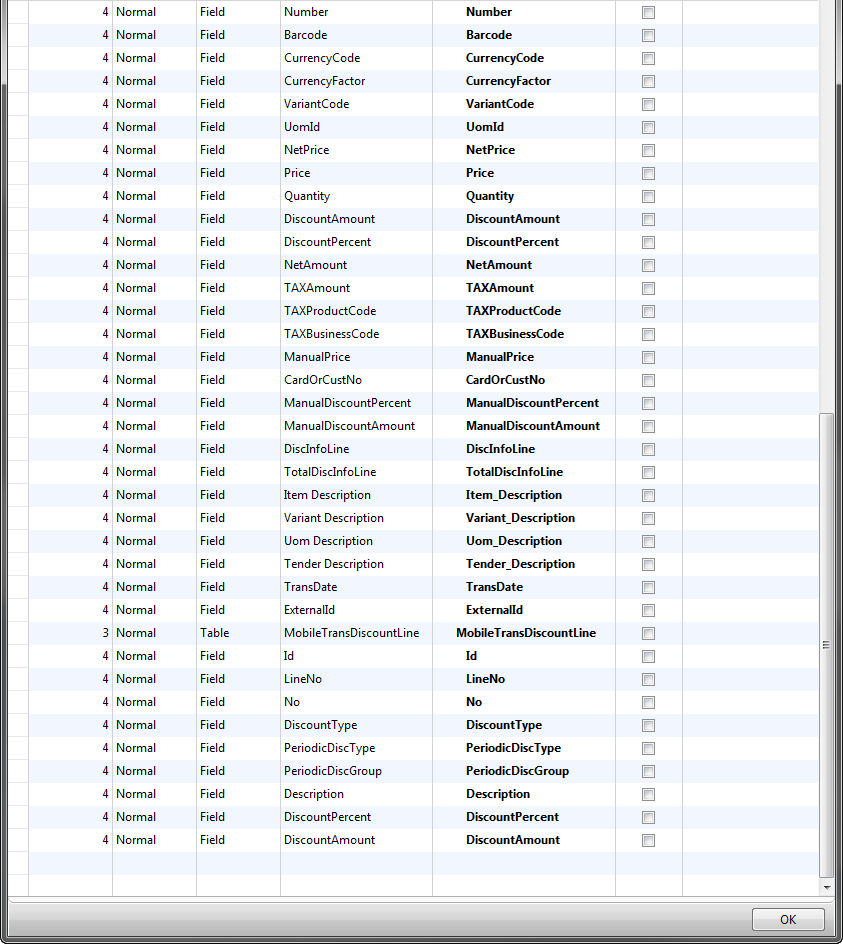 4 Normal Field Number Number
4 Normal Field Barcode Barcode
4 Normal Field CurrencyCode CurrencyCode
4 Normal Field CurrencyFactor CurrencyFactor
4 Normal Field VariantCode VariantCode
4 Normal Field UomId UomId
4 Normal Field NetPrice NetPrice
4 Normal Field Price Price
4 Normal Field Quantity Quantity
4 Normal Field DiscountAmount DiscountAmount
4 Normal Field DiscountPercent DiscountPercent
4 Normal Field NetAmount NetAmount
4 Normal Field TAXAmount TAXAmount
4 Normal Field TAXProductCode TAXProductCode
4 Normal Field TAXBusinessCode TAXBusinessCode
4 Normal Field ManualPrice ManualPrice
4 Normal Field CardOrCustNo CardOrCustNo
4 Normal Field ManualDiscountPercent ManualDiscountPercent
4 Normal Field ManualDiscountAmount ManualDiscountAmount
4 Normal Field DiscInfoLine DiscInfoLine
4 Normal Field TotalDiscInfoLine TotalDiscInfoLine
4 Normal Field Item Description Item_Description
4 Normal Field Variant Description Variant_Description
4 Normal Field Uom Description Uom_Description
4 Normal Field Tender Description Tender_Description
4 Normal Field TransDate TransDate
4 Normal Field ExternalId ExternalId
3 Normal Table MobileTransDiscountLine MobileTransDiscountLine
4 Normal Field Id Id
4 Normal Field LineNo LineNo
4 Normal Field No No
4 Normal Field DiscountType DiscountType
4 Normal Field PeriodicDiscType PeriodicDiscType
4 Normal Field PeriodicDiscGroup PeriodicDiscGroup
4 Normal Field Description Description
4 Normal Field DiscountPercent DiscountPercent
4 Normal Field DiscountAmount DiscountAmount
OK